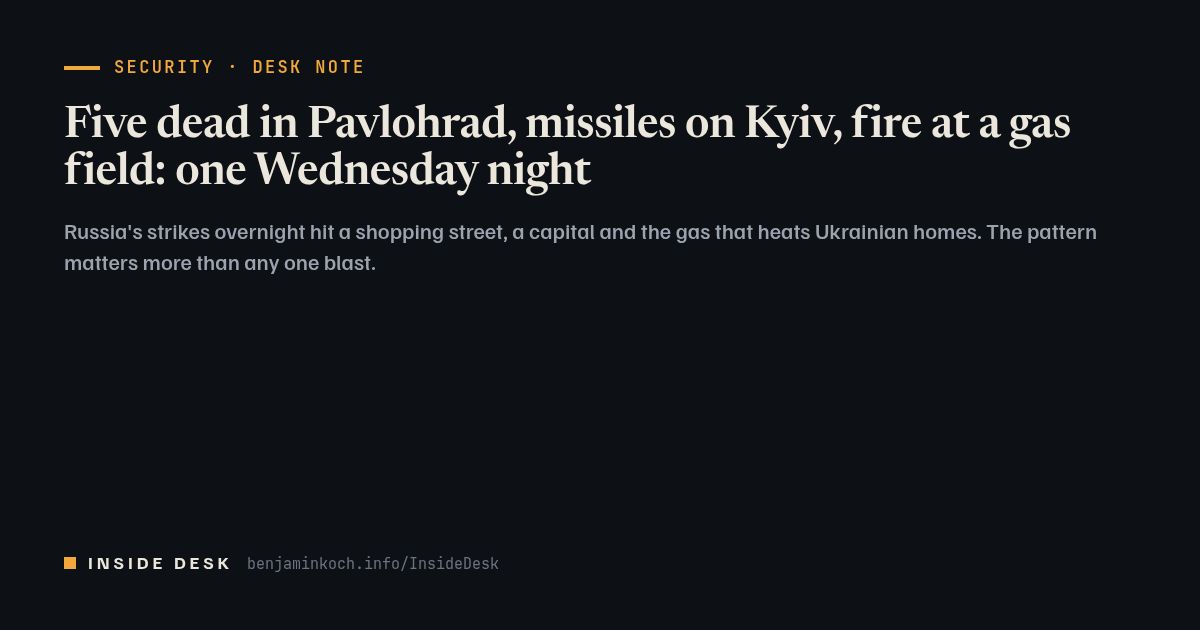 SECURITY · DESK NOTE
Five dead in Pavlohrad, missiles on Kyiv, fire at a gas
field: one Wednesday night
Russia's strikes overnight hit a shopping street, a capital and the gas that heats Ukrainian homes. The pattern
matters more than any one blast.
INSIDE DESK benjaminkoch.info/InsideDesk